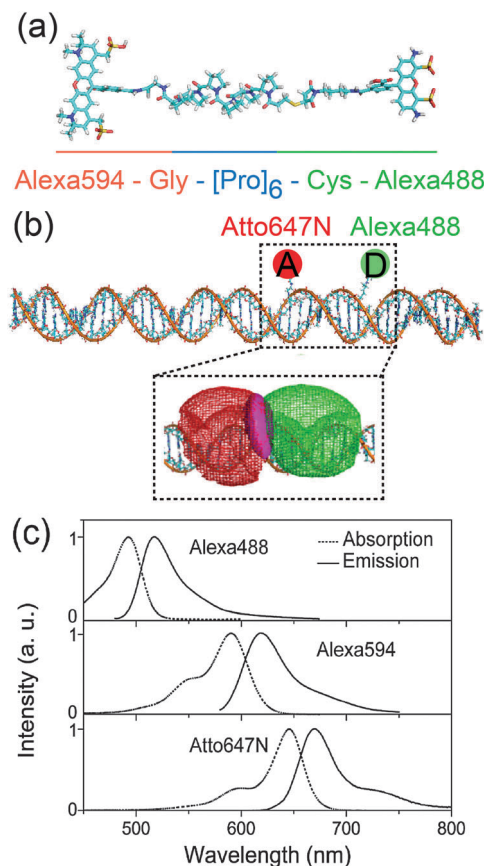 (a)
Alexa594 - Gly - [Pro]6 - Cys - Alexa488
(b)
Atto647N Alexa488
A D
(c)
1
Alexa488
Absorption
Emission
0
1
Alexa594
0
1
Atto647N
0
Intensity (a. u.)
500 600 700 800
Wavelength (nm)